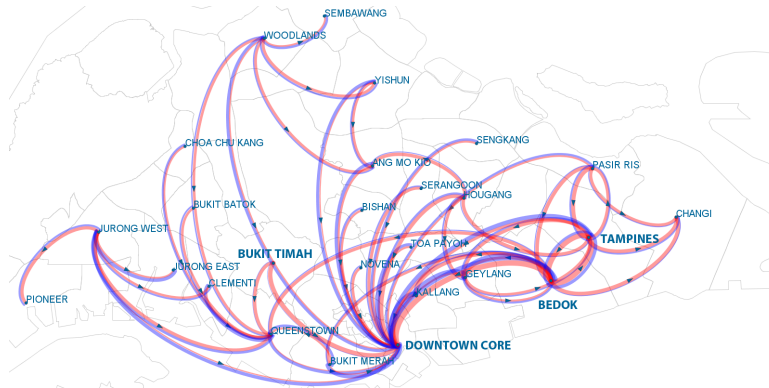 SEMBAWANG
WOODLANDS
YISHUN
SENGKANG
CHOA CHU KANG
ANG MO KIO
PASIR RIS
SERANGOON
HOUGANG
BUKIT BATOK
BISHAN
CHANGI
JURONG WEST
TAMPINES
TOA PAYOH
BUKIT TIMAH
NOVENA
JURONG EAST
GEYLANG
CLEMENTI
KALLANG
PIONEER
BEDOK
QUEENSTOWN
DOWNTOWN CORE
BUKIT MERAH